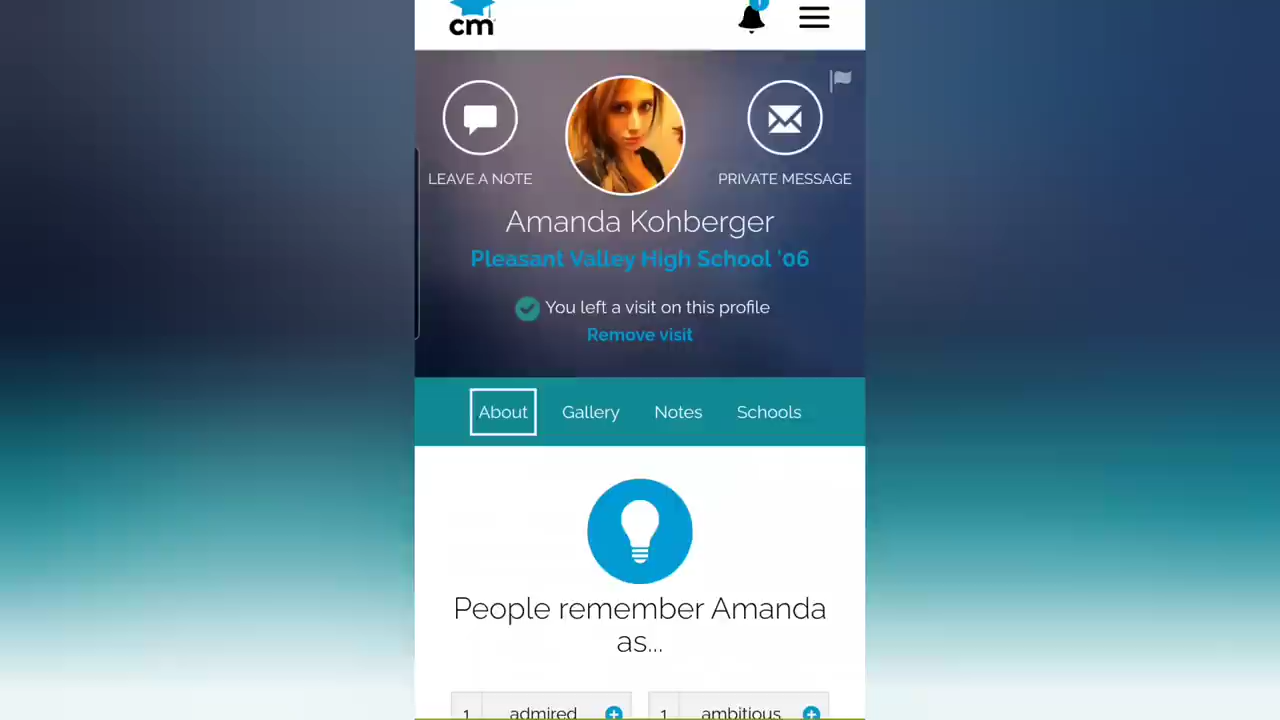 cm
1
LEAVE A NOTE
PRIVATE MESSAGE
Amanda Kohberger
Pleasant Valley High School '06
You left a visit on this profile
Remove visit
About Gallery Notes Schools
People remember Amanda
as...
1 admired 1 ambitious